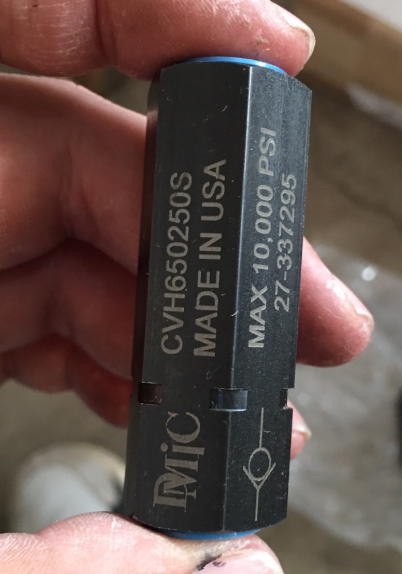 CVH650250S
MADE IN USA
MAX 10,000 PSI
27-337295
DMiC